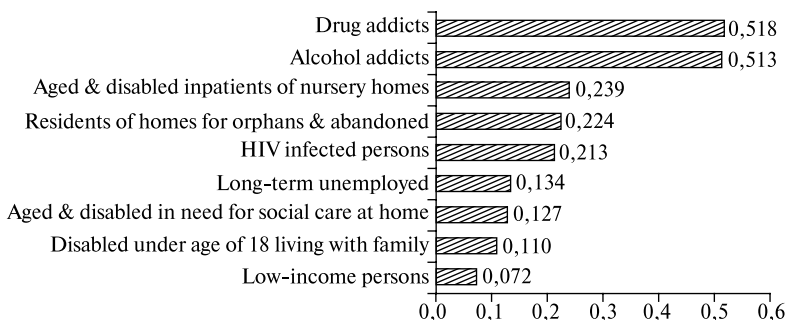 Drug addicts 0,518
Alcohol addicts 0,513
Aged & disabled inpatients of nursery homes 0,239
Residents of homes for orphans & abandoned 0,224
HIV infected persons 0,213
Long-term unemployed 0,134
Aged & disabled in need for social care at home 0,127
Disabled under age of 18 living with family 0,110
Low-income persons 0,072
0,0 0,1 0,2 0,3 0,4 0,5 0,6